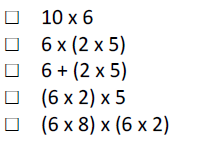 ☐ 10 x 6
☐ 6 x (2 x 5)
☐ 6 + (2 x 5)
☐ (6 x 2) x 5
☐ (6 x 8) x (6 x 2)